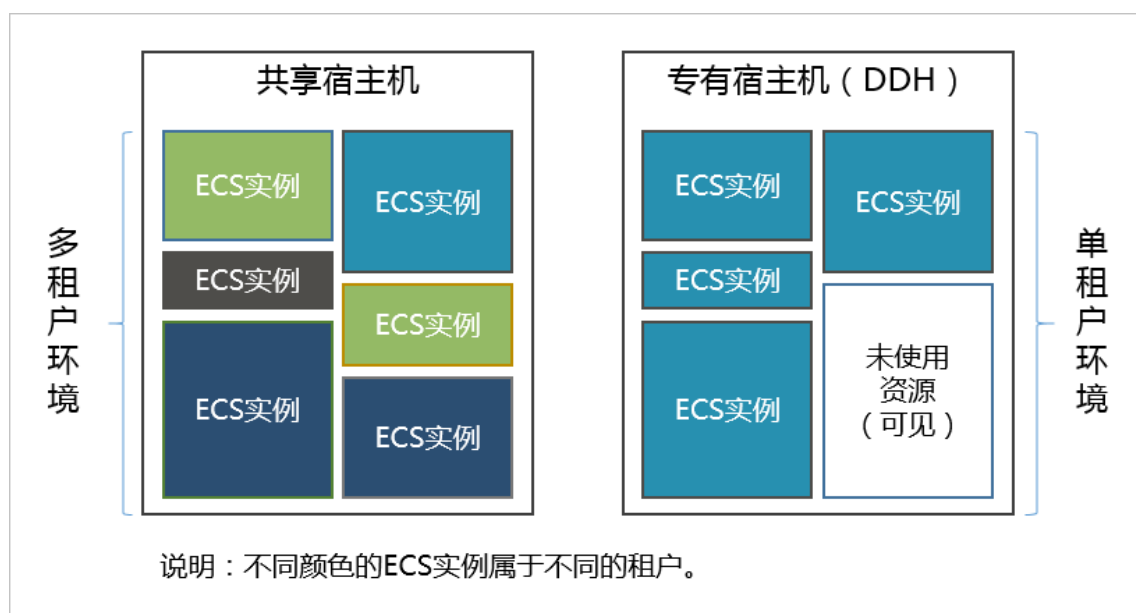 共享宿主机
专有宿主机（DDH）
多租户环境
ECS实例
ECS实例
ECS实例
ECS实例
ECS实例
ECS实例
ECS实例
ECS实例
ECS实例
ECS实例
未使用
资源
（可见）
单租户环境
说明：不同颜色的ECS实例属于不同的租户。